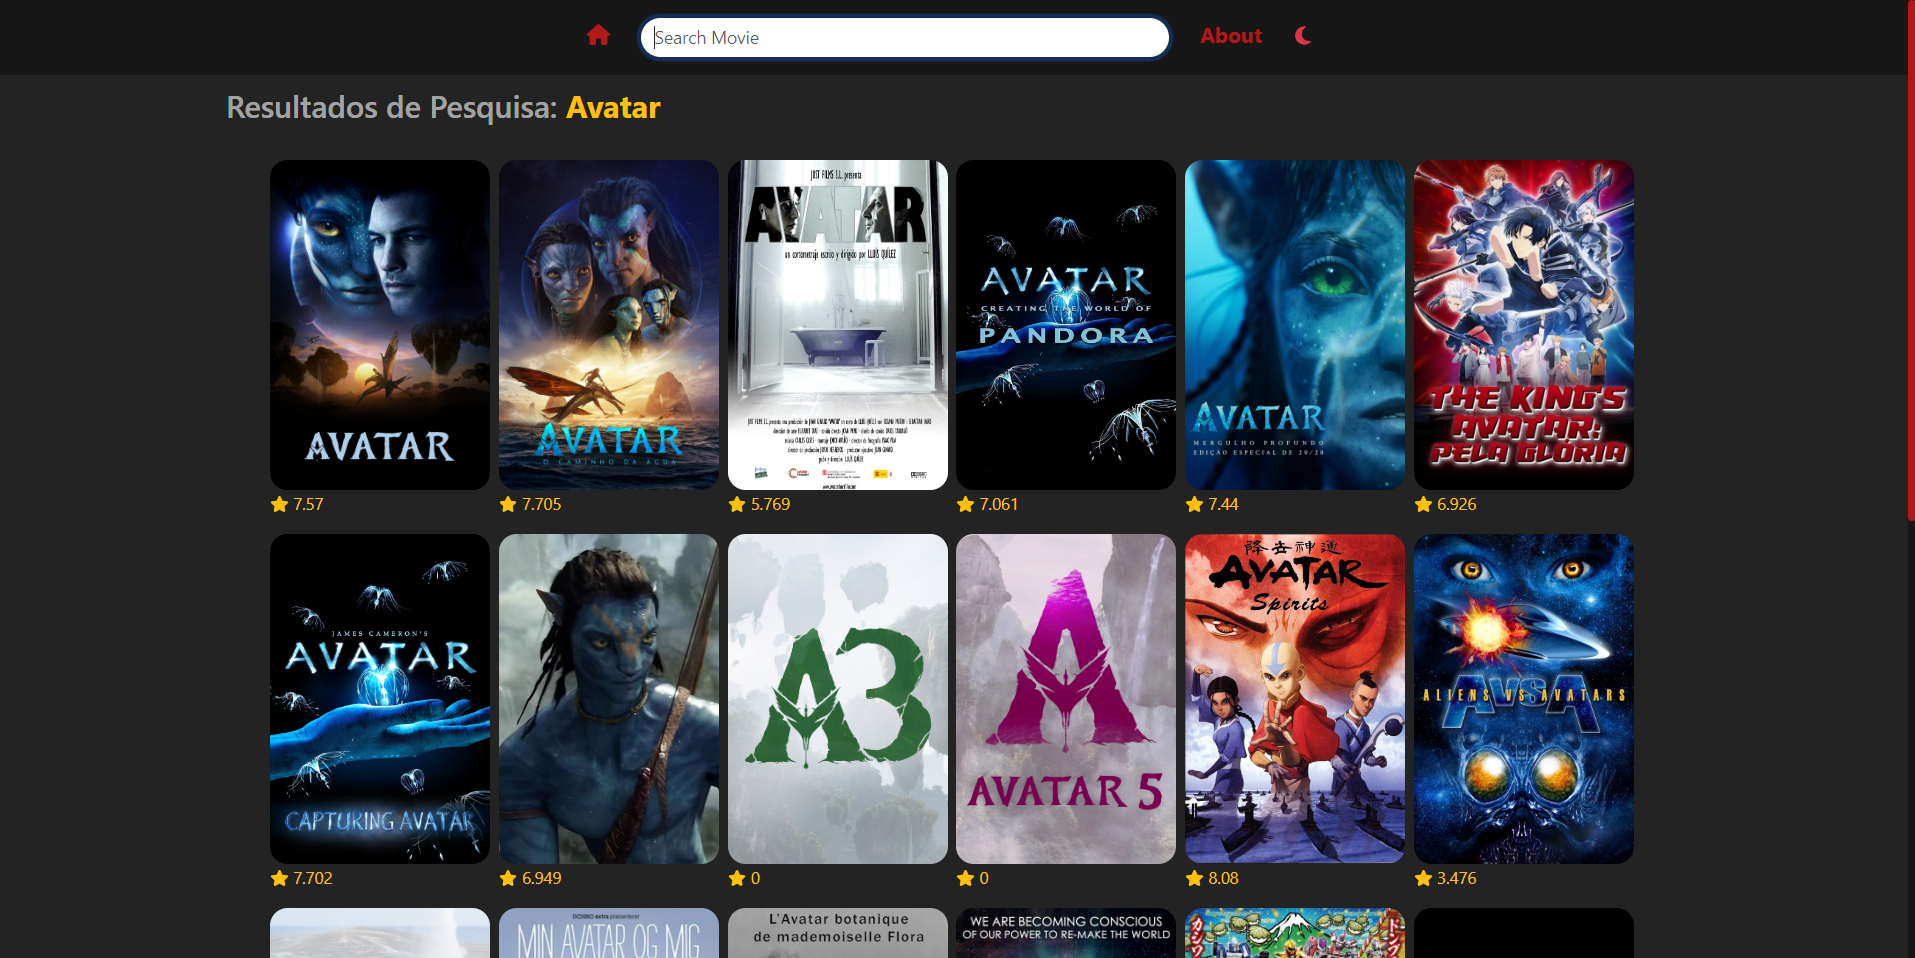 Search Movie
About
Resultados de Pesquisa: Avatar
AVATAR
AVATAR
O CAMINHO DA ÁGUA
JUST FILMS S.L. presenta
AVATAR
un cortometraje escrito y dirigido por LLUÍS QUÍLEZ
AVATAR
CREATING THE WORLD OF
PANDORA
AVATAR
MERGULHO PROFUNDO
EDIÇÃO ESPECIAL DE 20/20
THE KING'S
AVATAR:
PELA GLÓRIA
7.57
7.705
5.769
7.061
7.44
6.926
JAMES CAMERON'S
AVATAR
CAPTURING AVATAR
A3
A
AVATAR 5
降去神通
AVATAR
Spirits
ALIENS VS AVATARS
AVSA
7.702
6.949
0
0
8.08
3.476
MIN AVATAR OG MIG
L'Avatar botanique
de mademoiselle Flora
WE ARE BECOMING CONSCIOUS
OF OUR POWER TO RE-MAKE THE WORLD